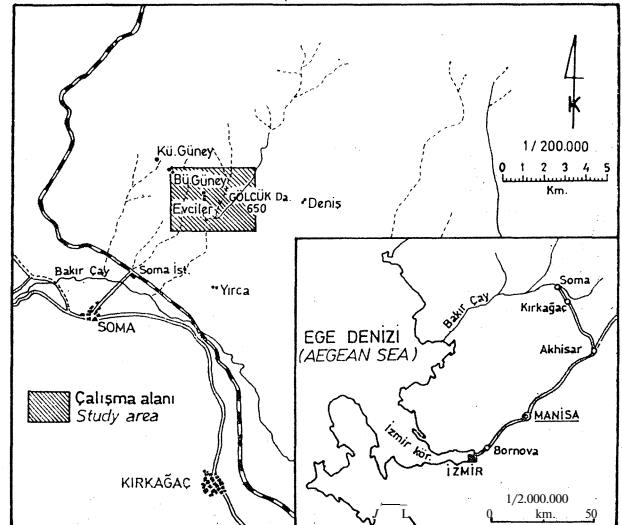 K
1/200.000
0 1 2 3 4 5
Km.
Kü. Güney
Bü. Güney
GÖLCÜK Da.
650
Evciler
Deniş
Bakır Çay
Soma İst.
Yırca
SOMA
Çalışma alanı
Study area
KIRKAĞAÇ
Soma
Bakır Çay
Kırkağaç
EGE DENİZİ
(AEGEAN SEA)
Akhisar
MANİSA
İzmir kör.
Bornova
İZMİR
1/2.000.000
0 km. 50